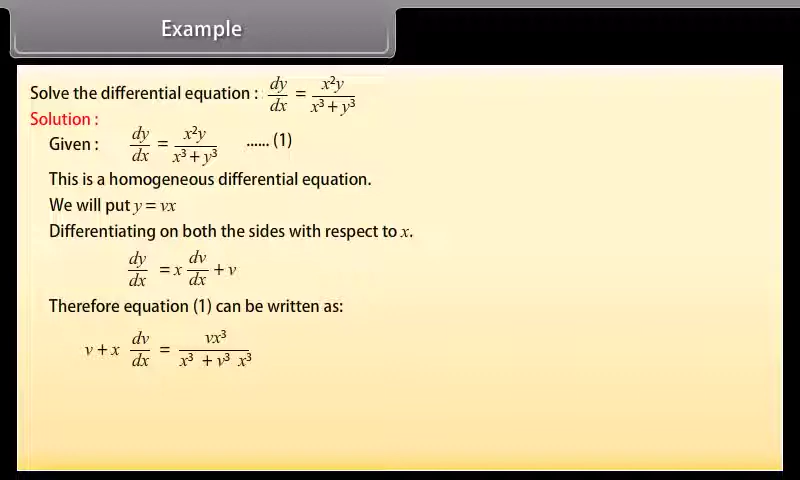 Example
Solve the differential equation : dy/dx = x²y/(x³ + y³)
Solution :
Given : dy/dx = x²y/(x³ + y³) ...... (1)
This is a homogeneous differential equation.
We will put y = vx
Differentiating on both the sides with respect to x.
dy/dx = x dv/dx + v
Therefore equation (1) can be written as:
v + x dv/dx = vx³/(x³ + v³ x³)